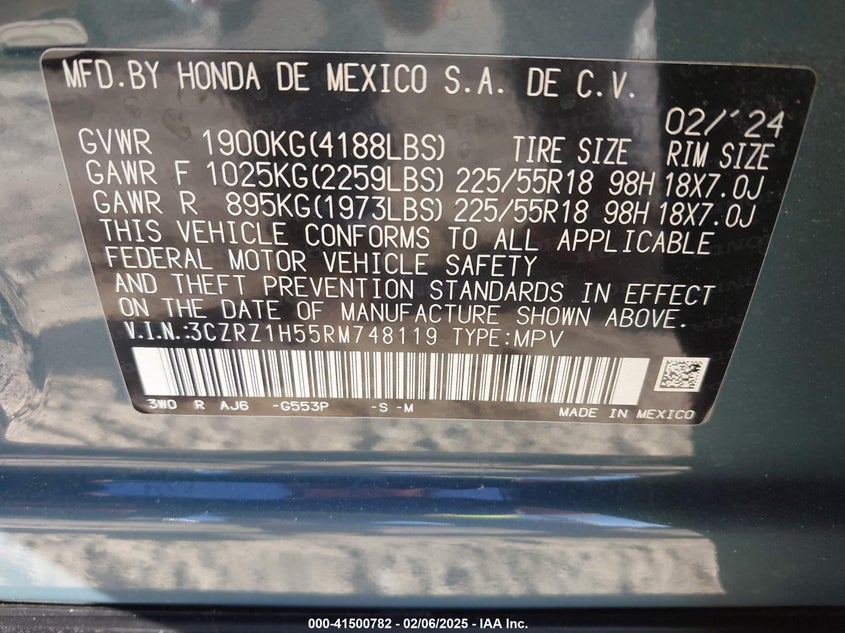 MFD.BY HONDA DE MEXICO S.A. DE C.V.
02/'24
GVWR 1900KG(4188LBS) TIRE SIZE RIM SIZE
GAWR F 1025KG(2259LBS) 225/55R18 98H 18X7.0J
GAWR R 895KG(1973LBS) 225/55R18 98H 18X7.0J
THIS VEHICLE CONFORMS TO ALL APPLICABLE
FEDERAL MOTOR VEHICLE SAFETY
AND THEFT PREVENTION STANDARDS IN EFFECT
ON THE DATE OF MANUFACTURE SHOWN ABOVE.
V.I.N.:3CZRZ1H55RM748119 TYPE:MPV
3W0 R AJ6 -G553P -S -M
MADE IN MEXICO
000-41500782 - 02/06/2025 - IAA Inc.